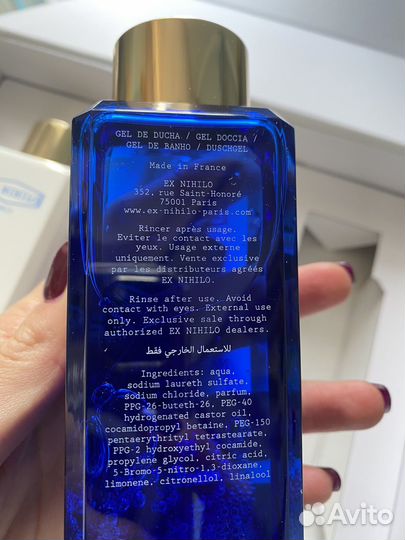 GEL DE DUCHA / GEL DOCCIA /
GEL DE BANHO / DUSCHGEL
Made in France
EX NIHILO
352, rue Saint-Honoré
75001 Paris
www.ex-nihilo-paris.com
Rincer après usage.
Eviter le contact avec les
yeux. Usage externe
uniquement. Vente exclusive
par les distributeurs agréés
EX NIHILO.
Rinse after use. Avoid
contact with eyes. External use
only. Exclusive sale through
authorized EX NIHILO dealers.
للاستعمال الخارجي فقط
Ingredients: aqua,
sodium laureth sulfate,
sodium chloride, parfum,
PPG-26-buteth-26, PEG-40
hydrogenated castor oil,
cocamidopropyl betaine, PEG-150
pentaerythrityl tetrastearate,
PPG-2 hydroxyethyl cocamide,
propylene glycol, citric acid,
5-Bromo-5-nitro-1,3-dioxane,
limonene, citronellol, linalool
NIHILO
Avito